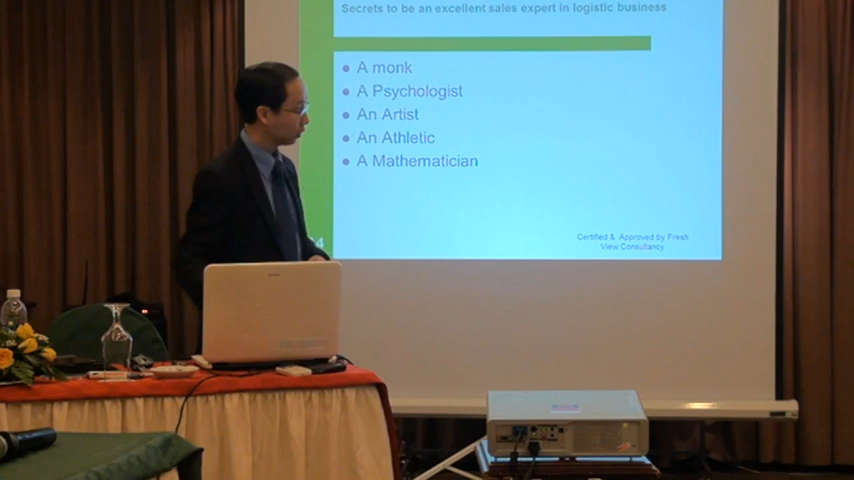 Secrets to be an excellent sales expert in logistic business
A monk
A Psychologist
An Artist
An Athletic
A Mathematician
Certified & Approved by Fresh
View Consultancy